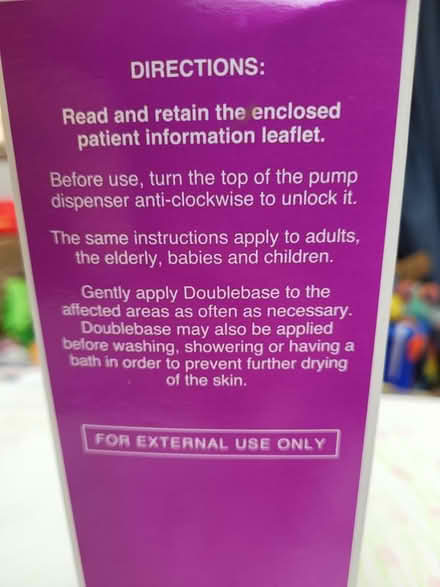 DIRECTIONS:
Read and retain the enclosed
patient information leaflet.
Before use, turn the top of the pump
dispenser anti-clockwise to unlock it.
The same instructions apply to adults,
the elderly, babies and children.
Gently apply Doublebase to the
affected areas as often as necessary.
Doublebase may also be applied
before washing, showering or having a
bath in order to prevent further drying
of the skin.
FOR EXTERNAL USE ONLY